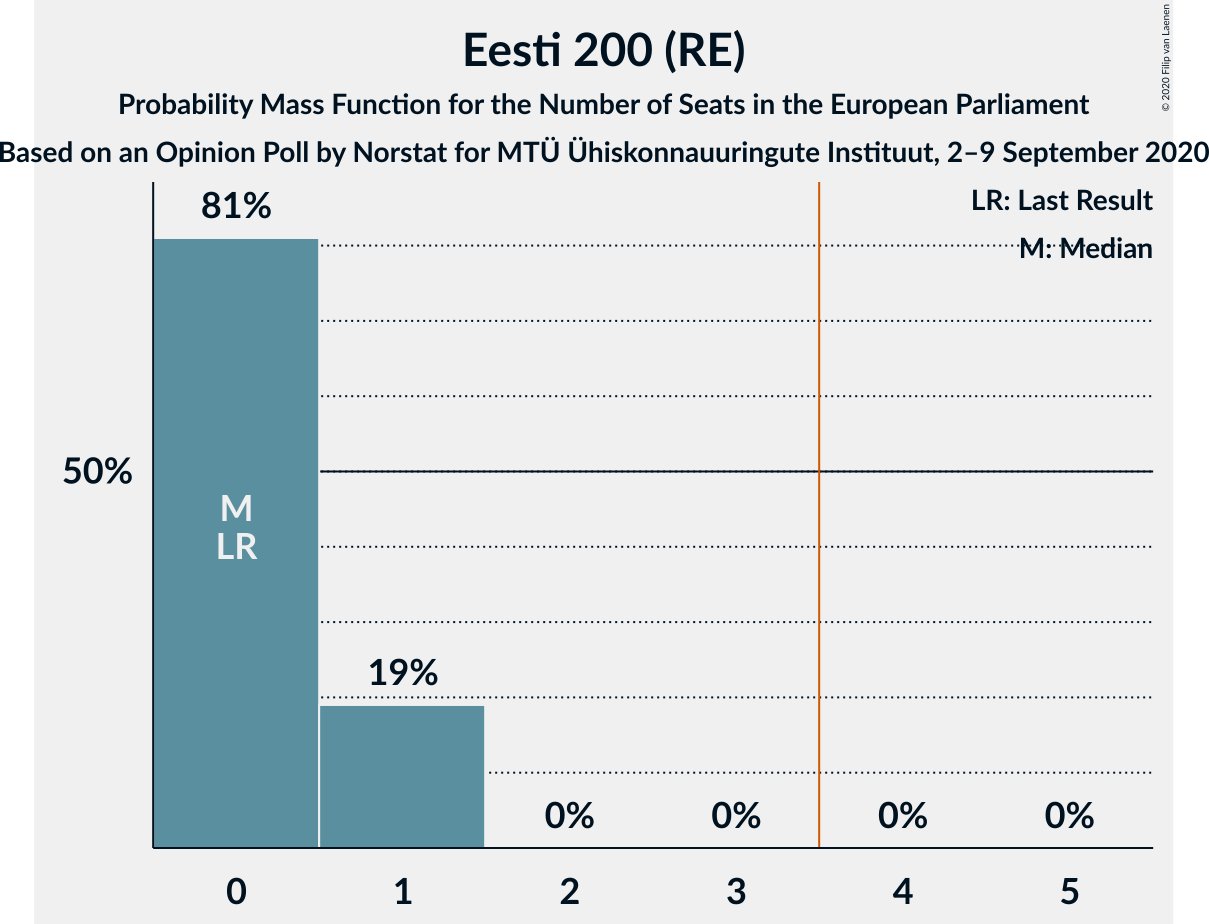 Eesti 200 (RE)
Probability Mass Function for the Number of Seats in the European Parliament
Based on an Opinion Poll by Norstat for MTÜ Ühiskonnauuringute Instituut, 2–9 September 2020
© 2020 Filip van Laenen
LR: Last Result
M: Median
81%
50%
M
LR
19%
0% 0% 0% 0%
0 1 2 3 4 5